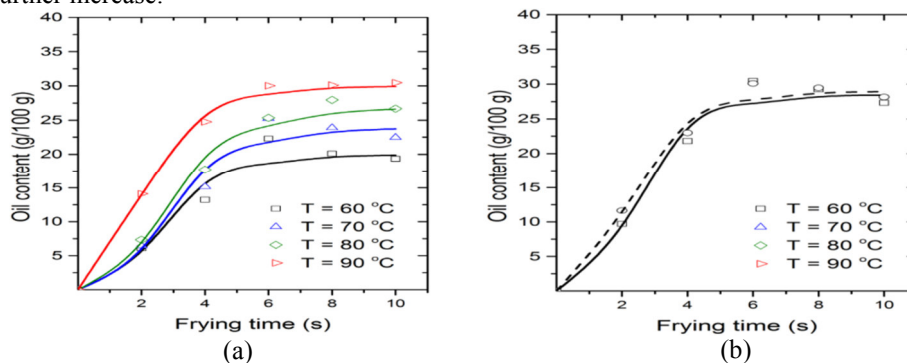 further increase.
40
35
30
25
20
15
10
5
Oil content (g/100 g)
T = 60 °C
T = 70 °C
T = 80 °C
T = 90 °C
2 4 6 8 10
Frying time (s)
(a)
40
35
30
25
20
15
10
5
Oil content (g/100 g)
T = 60 °C
T = 70 °C
T = 80 °C
T = 90 °C
2 4 6 8 10
Frying time (s)
(b)